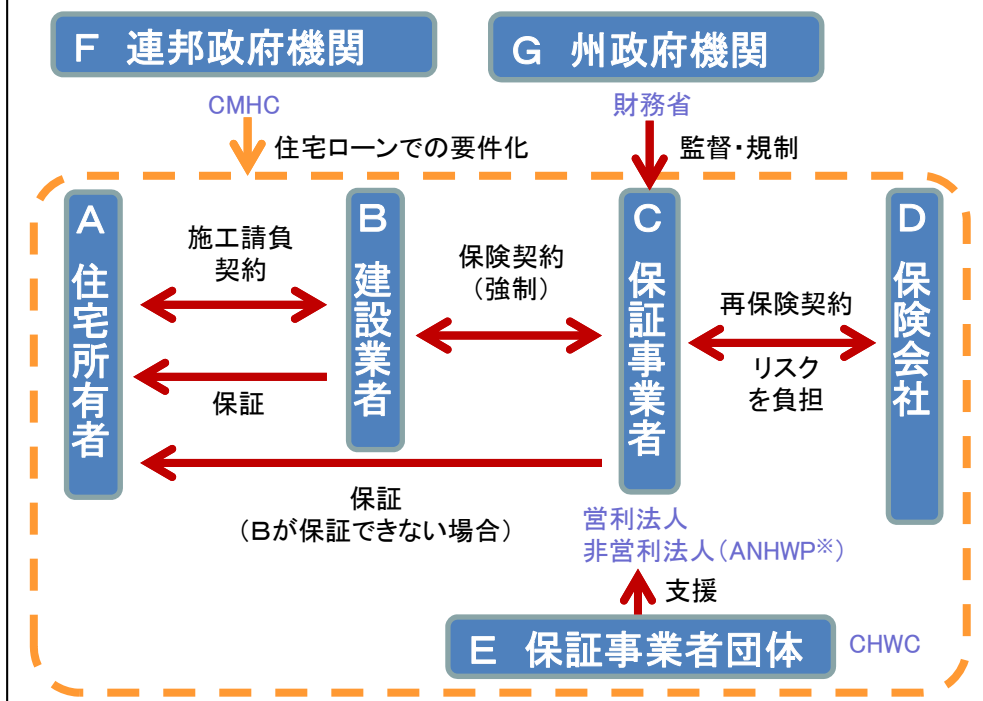 F 連邦政府機関
G 州政府機関
CMHC
財務省
住宅ローンでの要件化
監督・規制
A 住宅所有者
施工請負
契約
B 建設業者
保険契約
（強制）
C 保証事業者
再保険契約
リスク
を負担
D 保険会社
保証
保証
（Bが保証できない場合）
営利法人
非営利法人（ANHWP※）
支援
E 保証事業者団体
CHWC